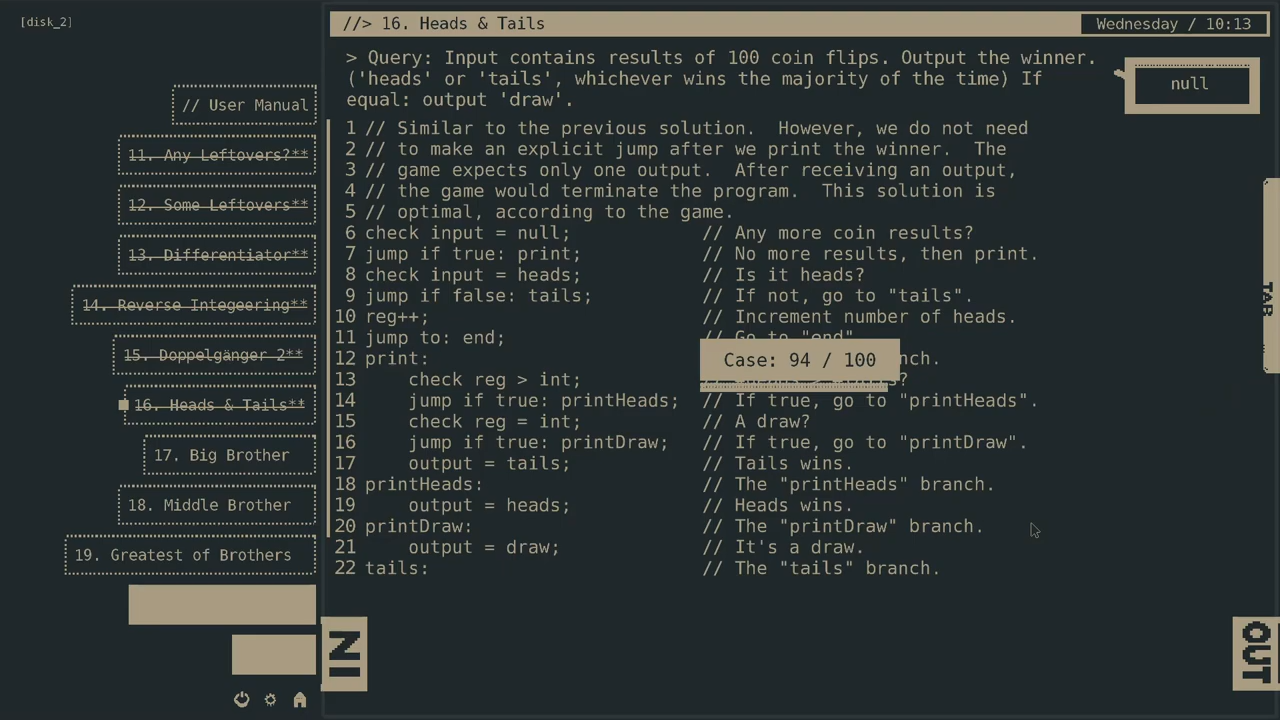 [disk_2]
//> 16. Heads & Tails
Wednesday / 10:13
> Query: Input contains results of 100 coin flips. Output the winner.
('heads' or 'tails', whichever wins the majority of the time) If
equal: output 'draw'.
null
// User Manual
11. Any Leftovers?**
12. Some Leftovers**
13. Differentiator**
14. Reverse Integeering**
15. Doppelgänger 2**
16. Heads & Tails**
17. Big Brother
18. Middle Brother
19. Greatest of Brothers
1 // Similar to the previous solution.  However, we do not need
2 // to make an explicit jump after we print the winner.  The
3 // game expects only one output.  After receiving an output,
4 // the game would terminate the program.  This solution is
5 // optimal, according to the game.
6 check input = null; // Any more coin results?
7 jump if true: print; // No more results, then print.
8 check input = heads; // Is it heads?
9 jump if false: tails; // If not, go to "tails".
10 reg++; // Increment number of heads.
11 jump to: end; // Go to "end"
12 print: nch.
13 check reg > int;
14 jump if true: printHeads; // If true, go to "printHeads".
15 check reg = int; // A draw?
16 jump if true: printDraw; // If true, go to "printDraw".
17 output = tails; // Tails wins.
18 printHeads: // The "printHeads" branch.
19 output = heads; // Heads wins.
20 printDraw: // The "printDraw" branch.
21 output = draw; // It's a draw.
22 tails: // The "tails" branch.
Case: 94 / 100
TAB
IN
OUT